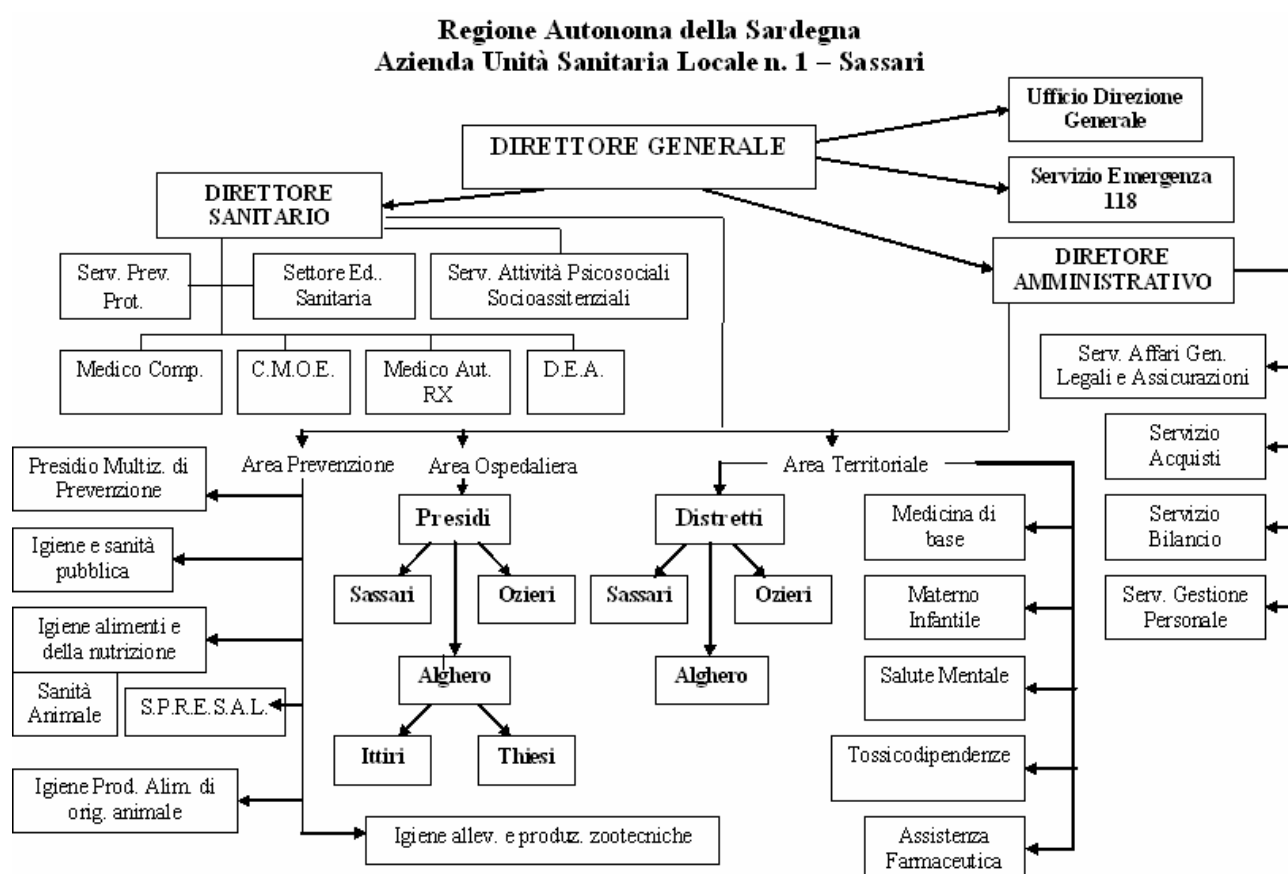 Regione Autonoma della Sardegna
Azienda Unità Sanitaria Locale n. 1 – Sassari
Ufficio Direzione
Generale
DIRETTORE GENERALE
Servizio Emergenza
118
DIRETTORE
SANITARIO
DIRETORE
AMMINISTRATIVO
Serv. Prev.
Prot.
Settore Ed..
Sanitaria
Serv. Attività Psicosociali
Socioassitenziali
Medico Comp.
C.M.O.E.
Medico Aut.
RX
D.E.A.
Serv. Affari Gen.
Legali e Assicurazioni
Servizio
Acquisti
Servizio
Bilancio
Serv. Gestione
Personale
Area Prevenzione
Area Ospedaliera
Area Territoriale
Presidio Multiz. di
Prevenzione
Igiene e sanità
pubblica
Igiene alimenti e
della nutrizione
Sanità
Animale
S.P.R.E.S.A.L.
Igiene Prod. Alim. di
orig. animale
Igiene allev. e produz. zootecniche
Presidi
Sassari
Ozieri
Alghero
Ittiri
Thiesi
Distretti
Sassari
Ozieri
Alghero
Medicina di
base
Materno
Infantile
Salute Mentale
Tossicodipendenze
Assistenza
Farmaceutica